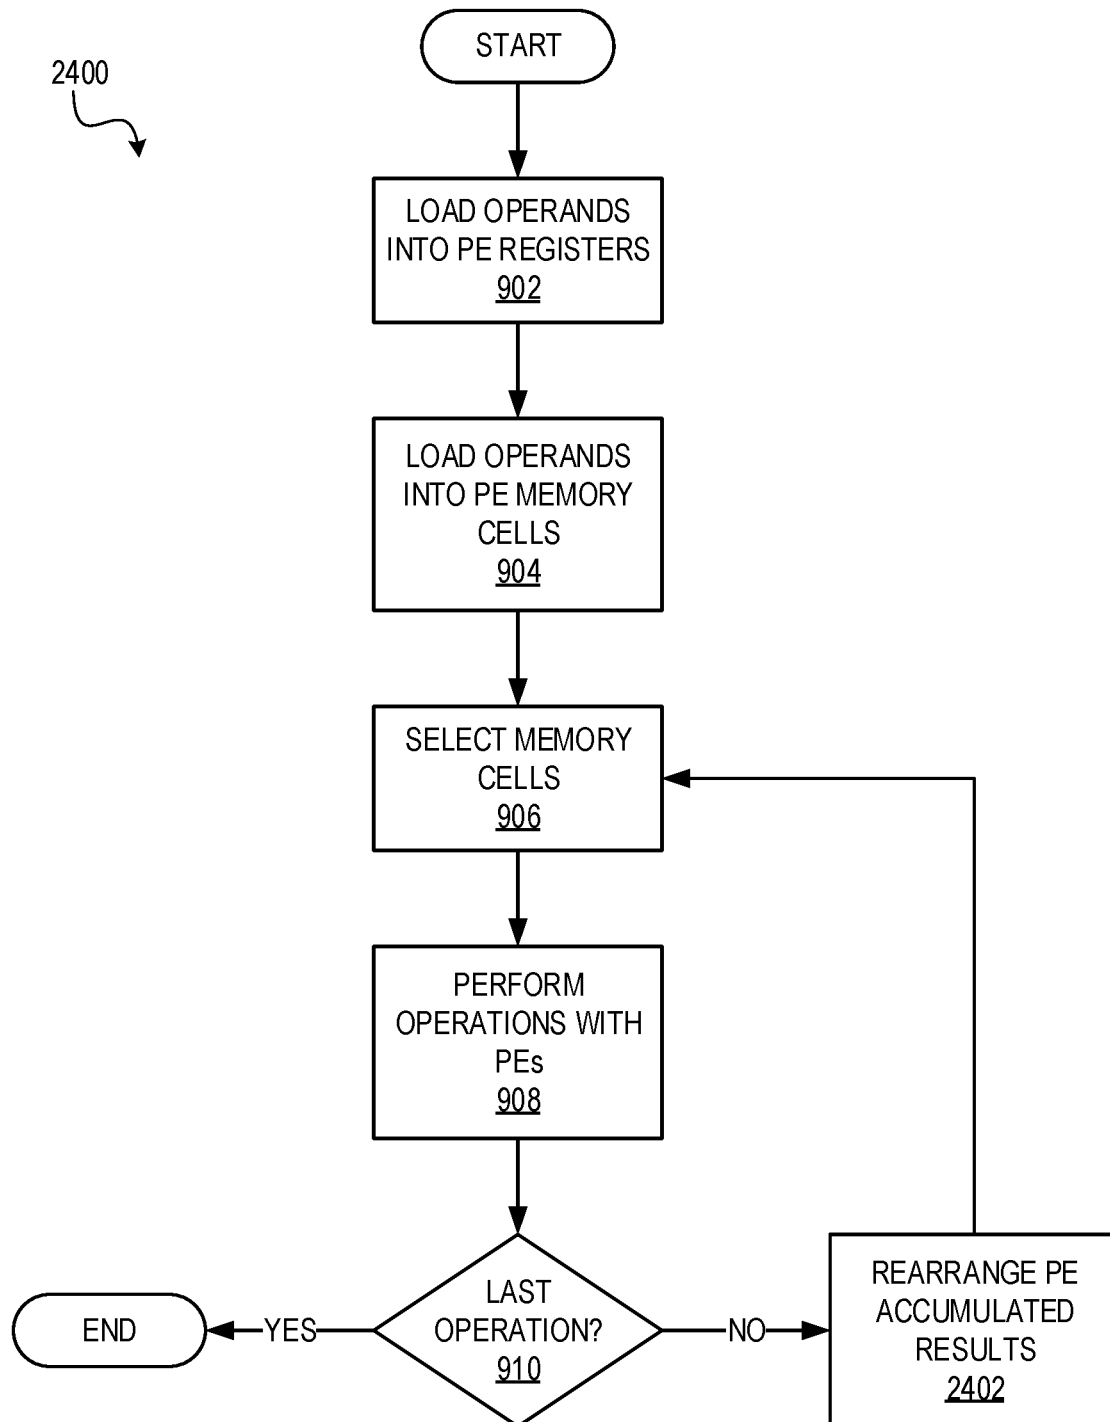 START
2400
LOAD OPERANDS
INTO PE REGISTERS
902
LOAD OPERANDS
INTO PE MEMORY
CELLS
904
SELECT MEMORY
CELLS
906
PERFORM
OPERATIONS WITH
PEs
908
LAST
OPERATION?
910
YES
END
NO
REARRANGE PE
ACCUMULATED
RESULTS
2402